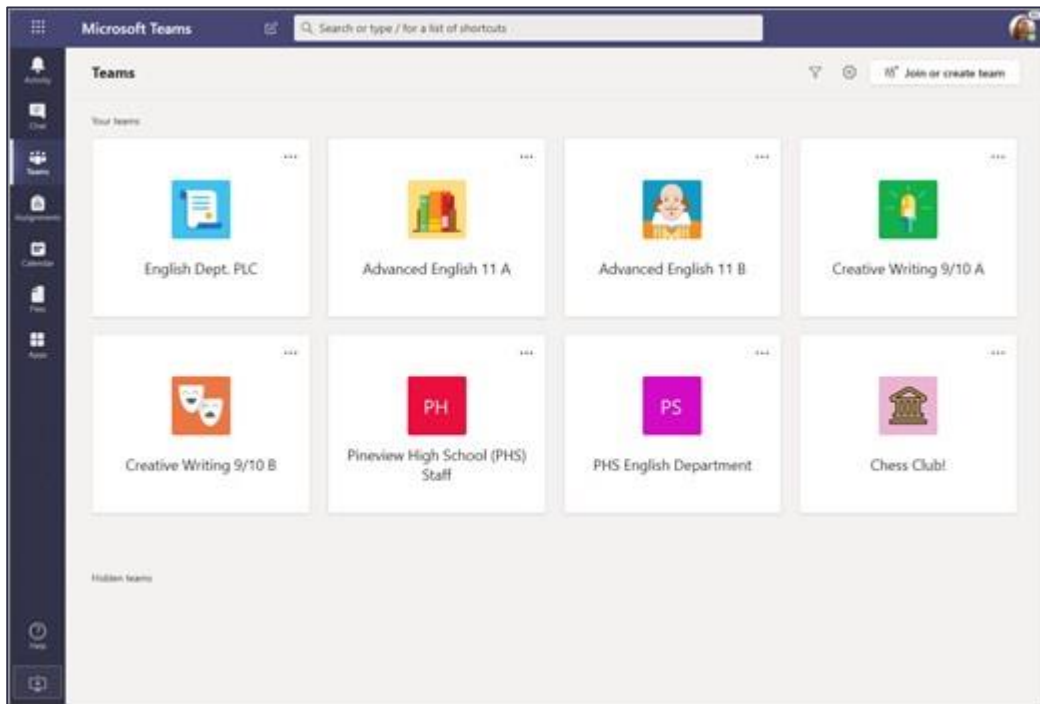 Microsoft Teams
Search or type / for a list of shortcuts
Activity
Chat
Teams
Assignments
Calendar
Files
Apps
Help
Teams
Join or create team
Your teams
English Dept. PLC
Advanced English 11 A
Advanced English 11 B
Creative Writing 9/10 A
Creative Writing 9/10 B
PH
Pineview High School (PHS)
Staff
PS
PHS English Department
Chess Club!
Hidden teams